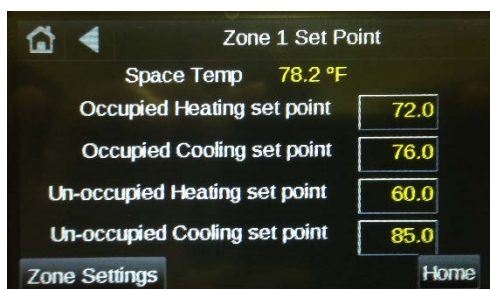 Zone 1 Set Point
Space Temp 78.2 ºF
Occupied Heating set point 72.0
Occupied Cooling set point 76.0
Un-occupied Heating set point 60.0
Un-occupied Cooling set point 85.0
Zone Settings Home